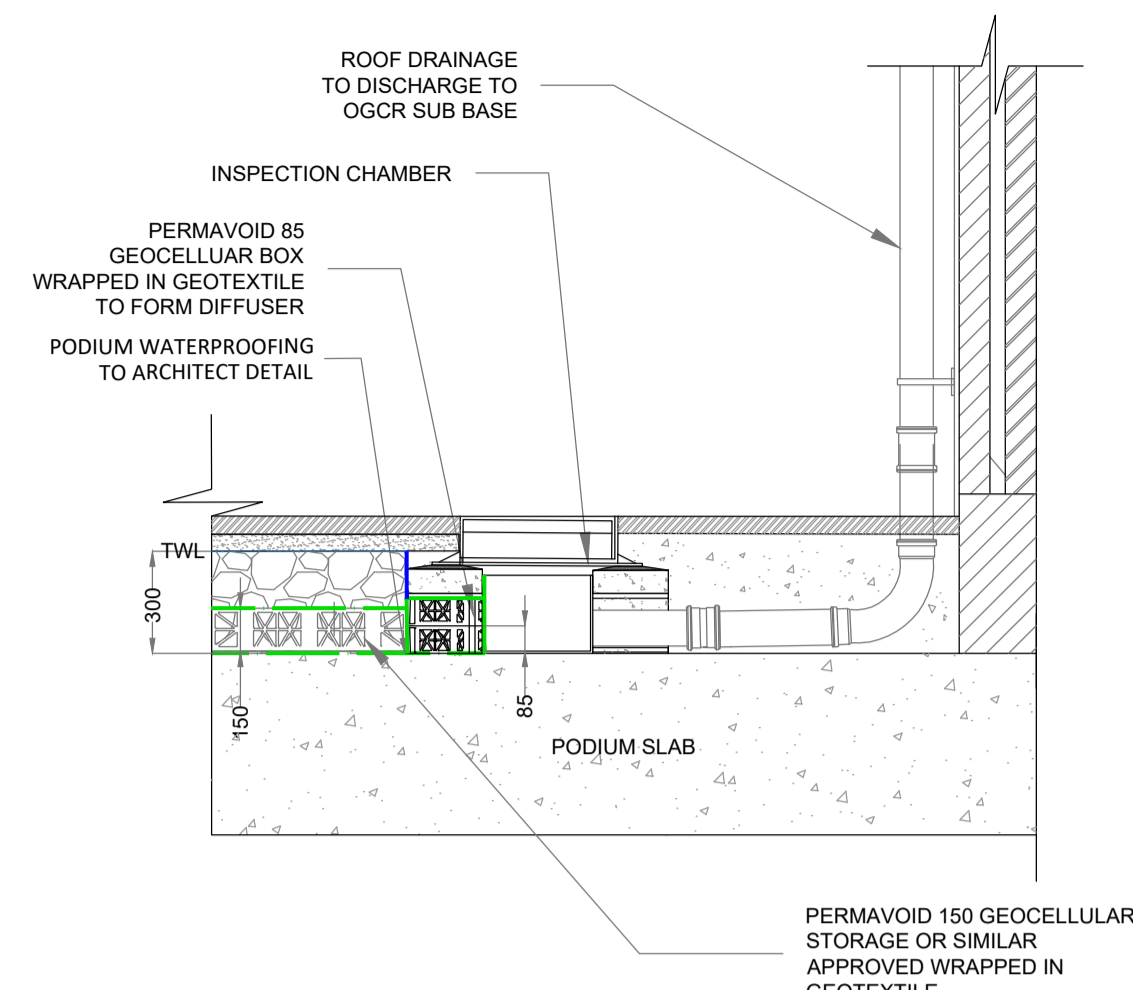 ROOF DRAINAGE
TO DISCHARGE TO
OGCR SUB BASE
INSPECTION CHAMBER
PERMAVOID 85
GEOCELLUAR BOX
WRAPPED IN GEOTEXTILE
TO FORM DIFFUSER
PODIUM WATERPROOFING
TO ARCHITECT DETAIL
TWL
300
150
85
PODIUM SLAB
PERMAVOID 150 GEOCELLULAR
STORAGE OR SIMILAR
APPROVED WRAPPED IN
GEOTEXTILE